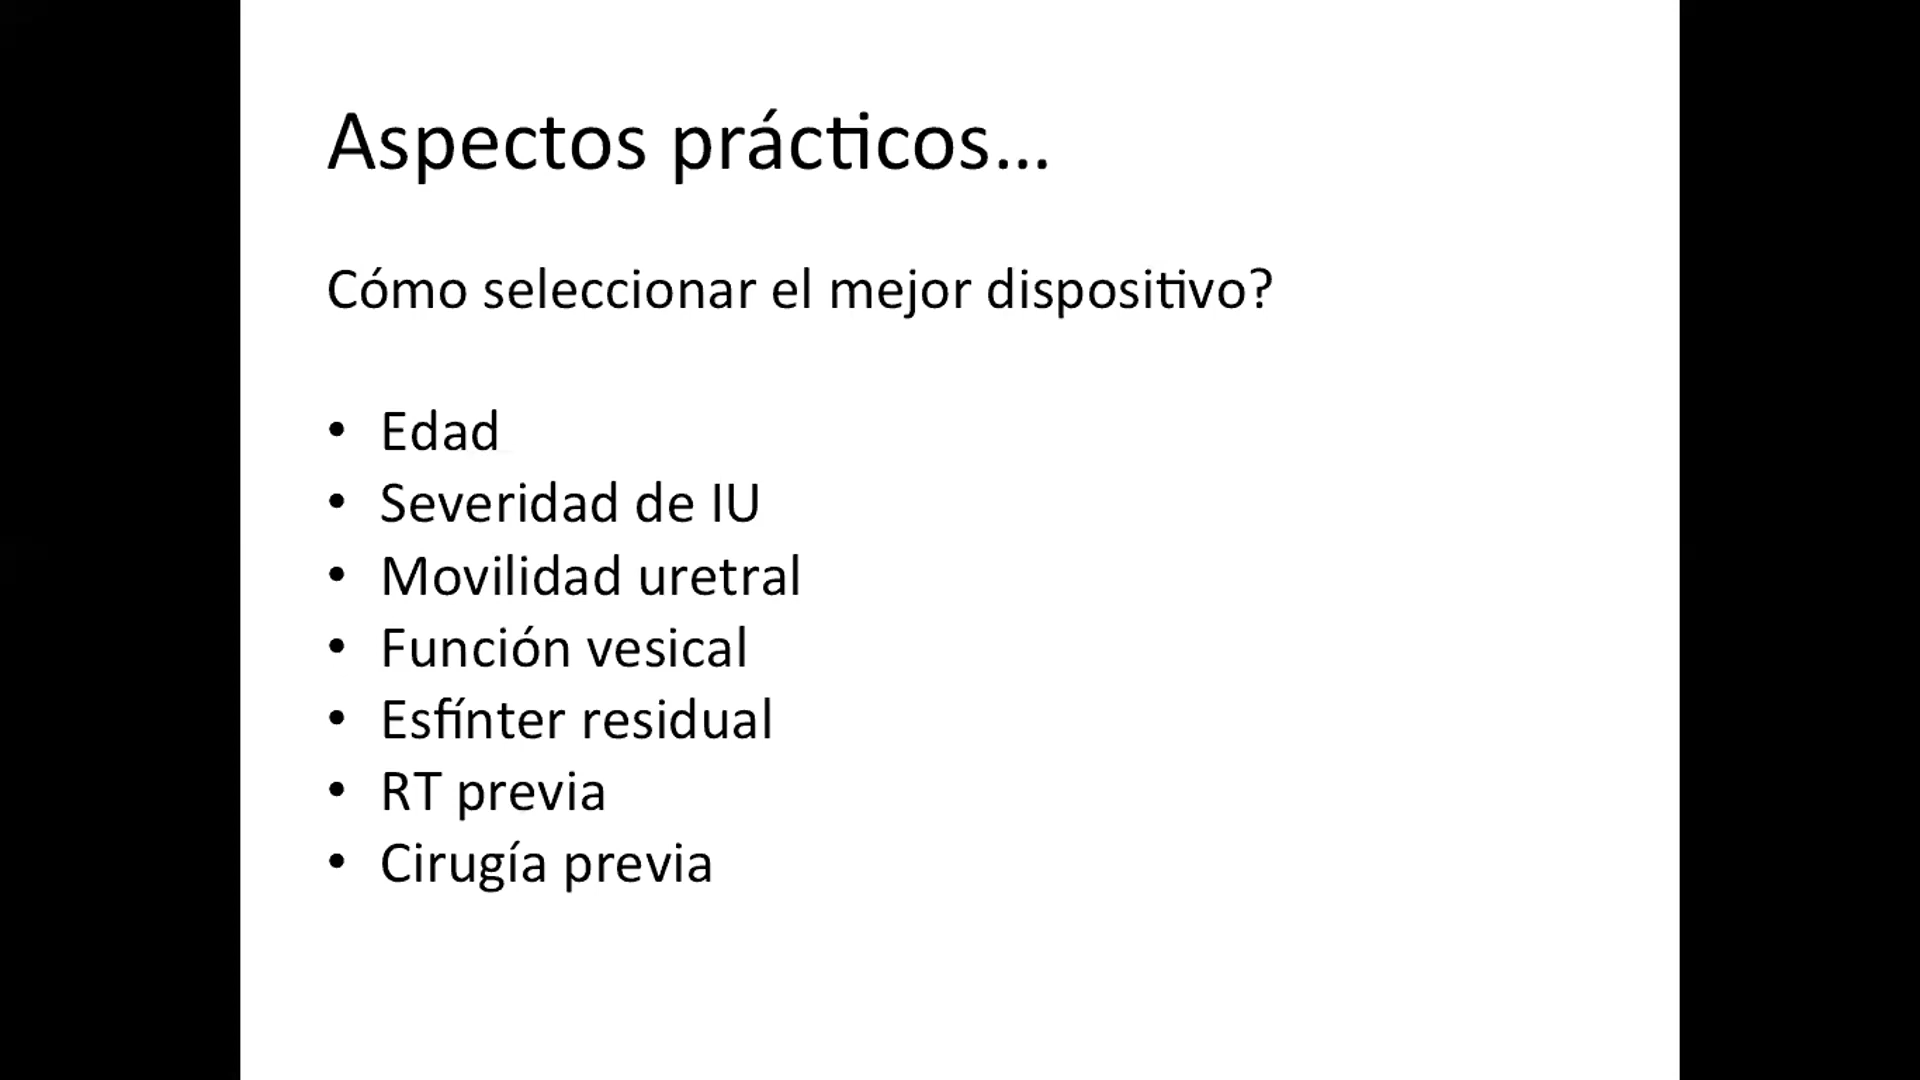 Aspectos prácticos...
Cómo seleccionar el mejor dispositivo?
• Edad
• Severidad de IU
• Movilidad uretral
• Función vesical
• Esfínter residual
• RT previa
• Cirugía previa